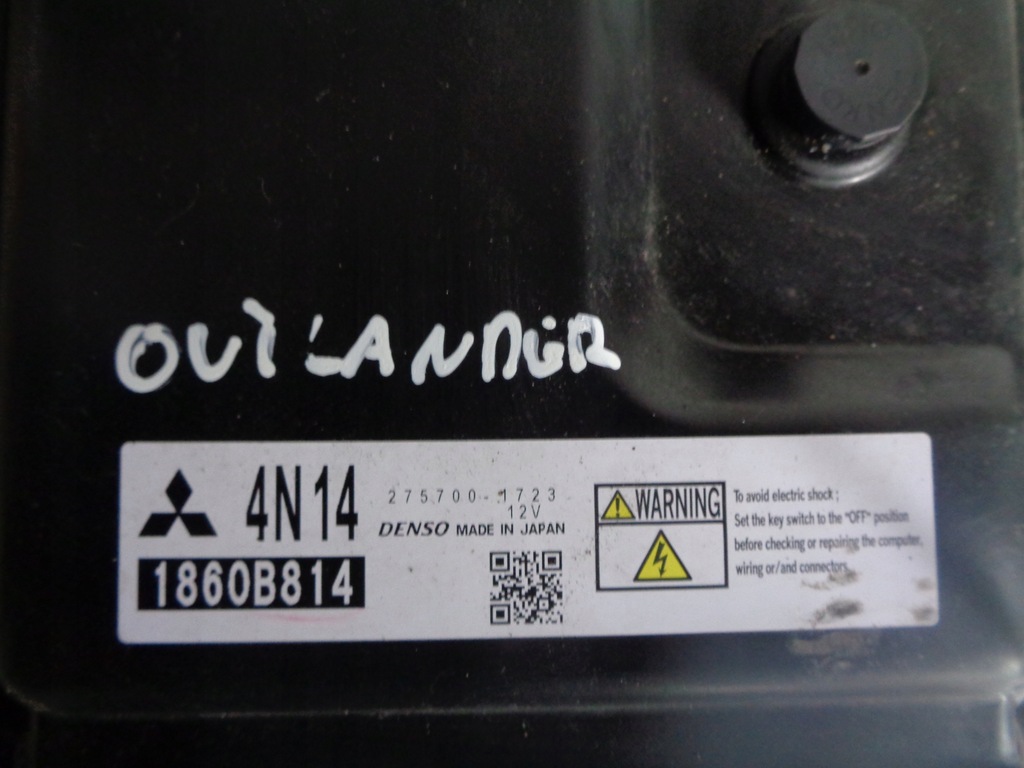 OUTLANDER
4N14
1860B814
275700-1723
12V
DENSO MADE IN JAPAN
WARNING
To avoid electric shock ;
Set the key switch to the "OFF" position
before checking or repairing the computer,
wiring or/and connectors.